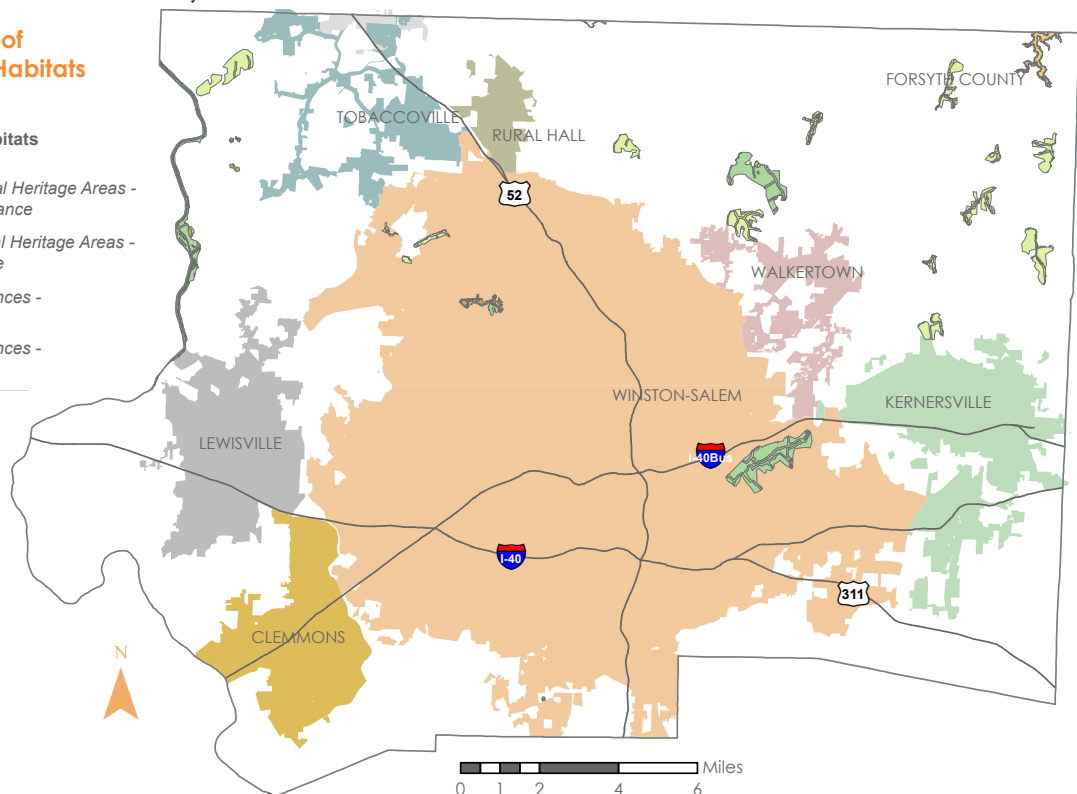 of
Habitats
bitats
al Heritage Areas -
ance
al Heritage Areas -
e
nces -
nces -
FORSYTH COUNTY
TOBACCOVILLE
RURAL HALL
52
WALKERTOWN
WINSTON-SALEM
KERNERSVILLE
LEWISVILLE
I-40Bus
I-40
311
CLEMMONS
N
Miles
0 1 2 4 6